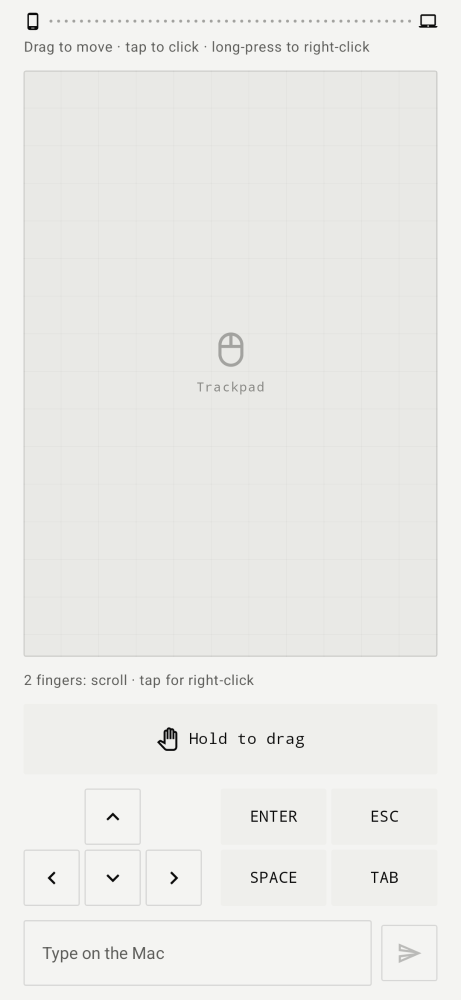 Drag to move · tap to click · long-press to right-click
Trackpad
2 fingers: scroll · tap for right-click
Hold to drag
ENTER ESC
SPACE TAB
Type on the Mac